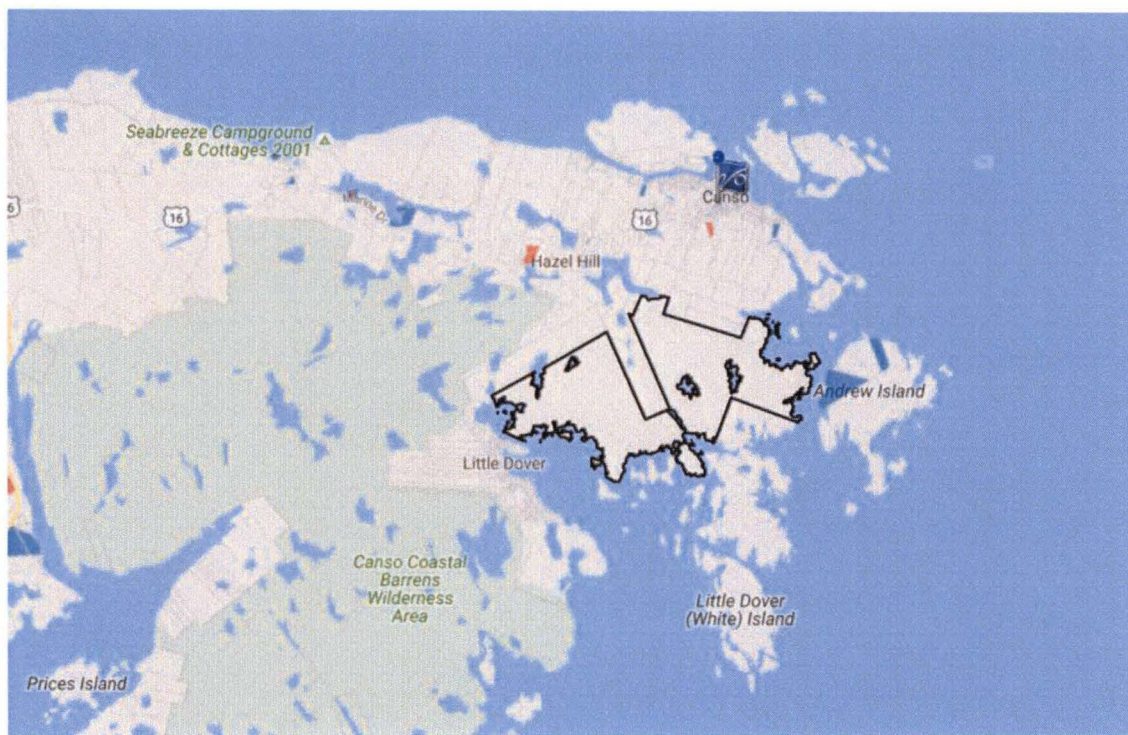 Seabreeze Campground
& Cottages 2001
6
16
16
Canso
Hazel Hill
Andrew Island
Little Dover
Canso Coastal
Barrens
Wilderness
Area
Little Dover
(White) Island
Prices Island